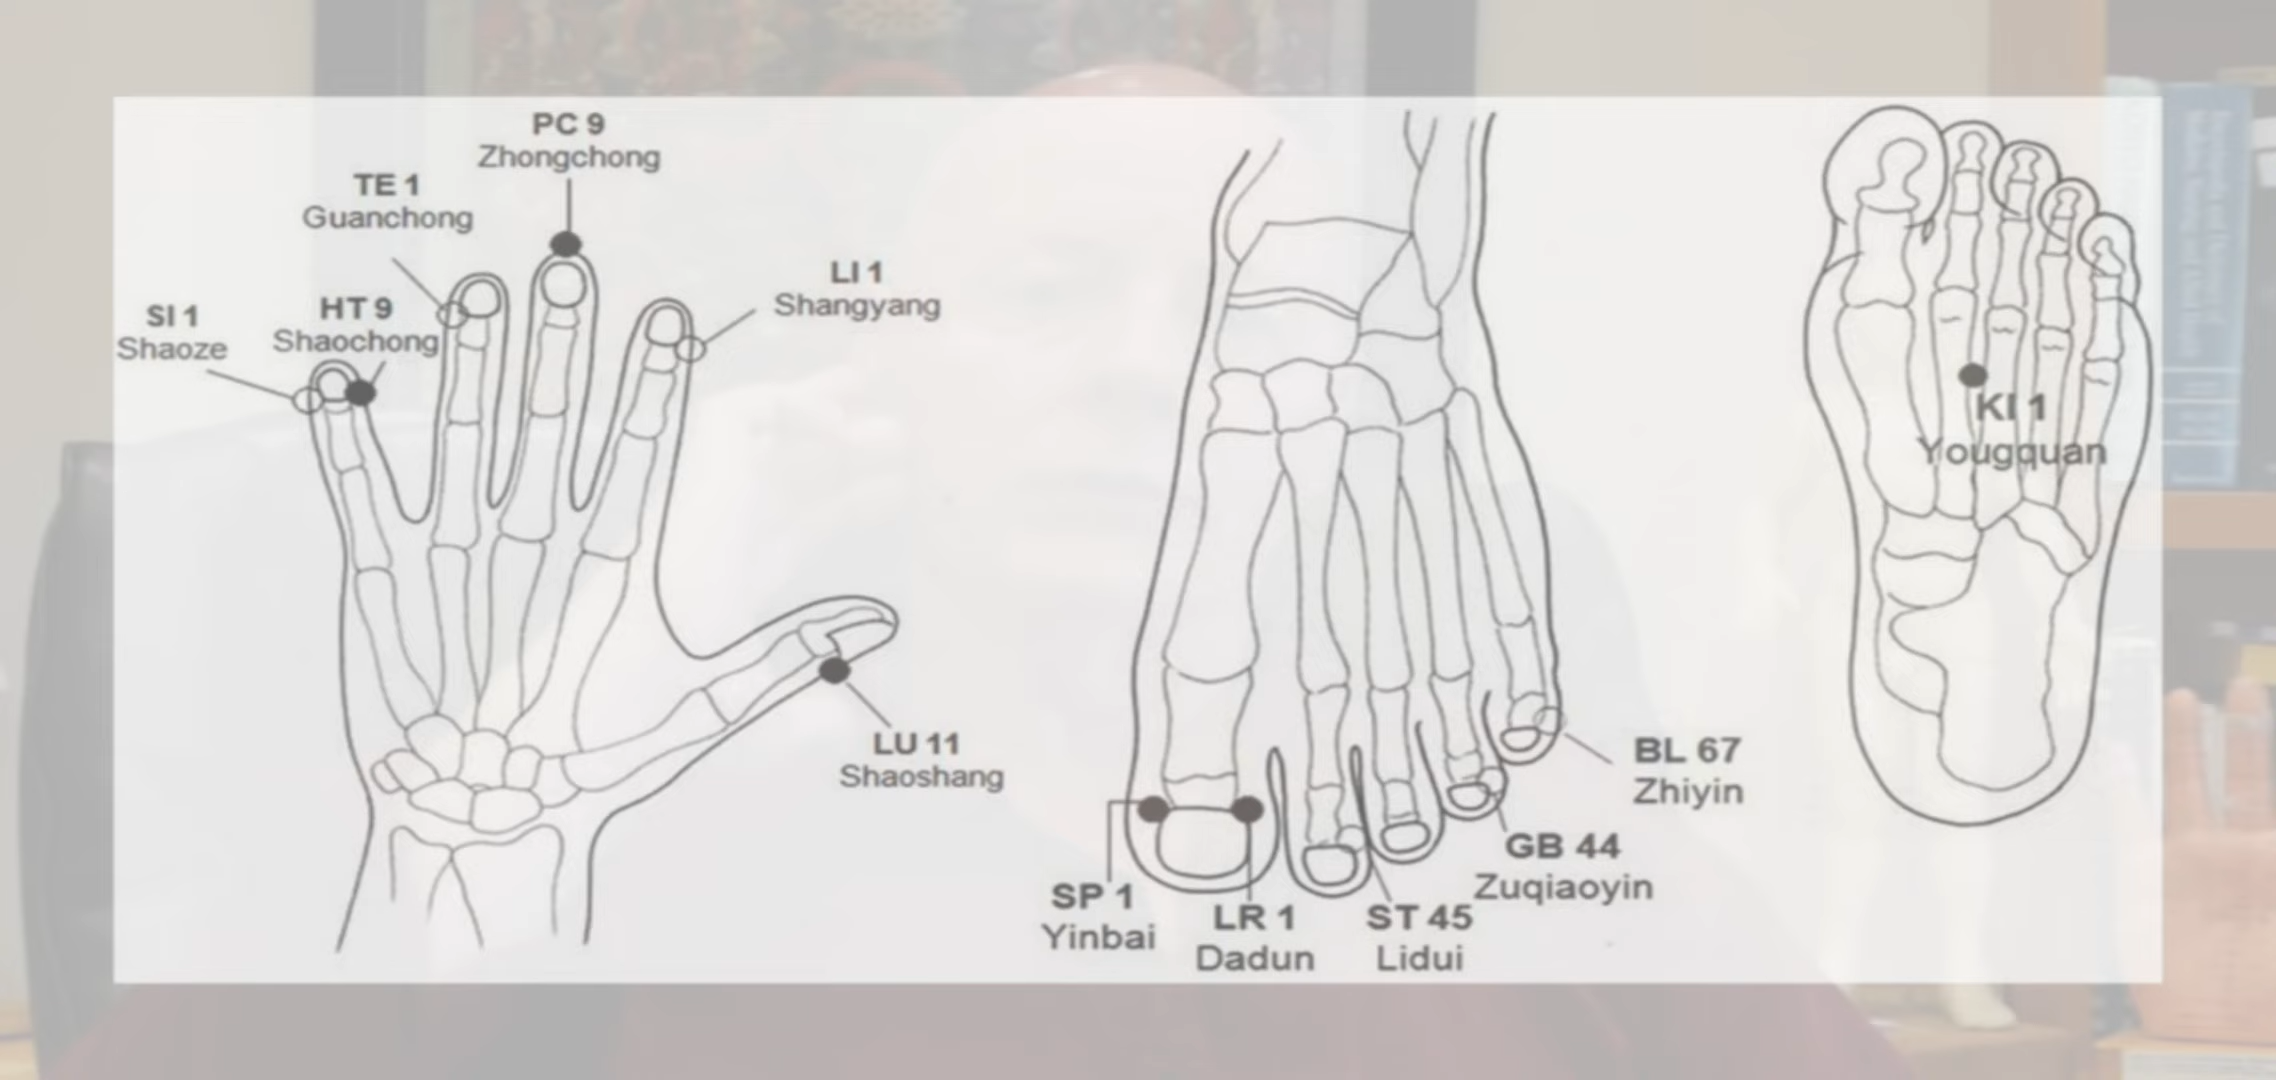 PC 9
Zhongchong
TE 1
Guanchong
LI 1
Shangyang
SI 1
Shaoze
HT 9
Shaochong
LU 11
Shaoshang
SP 1
Yinbai
LR 1
Dadun
ST 45
Lidui
GB 44
Zuqiaoyin
BL 67
Zhiyin
KI 1
Yougquan